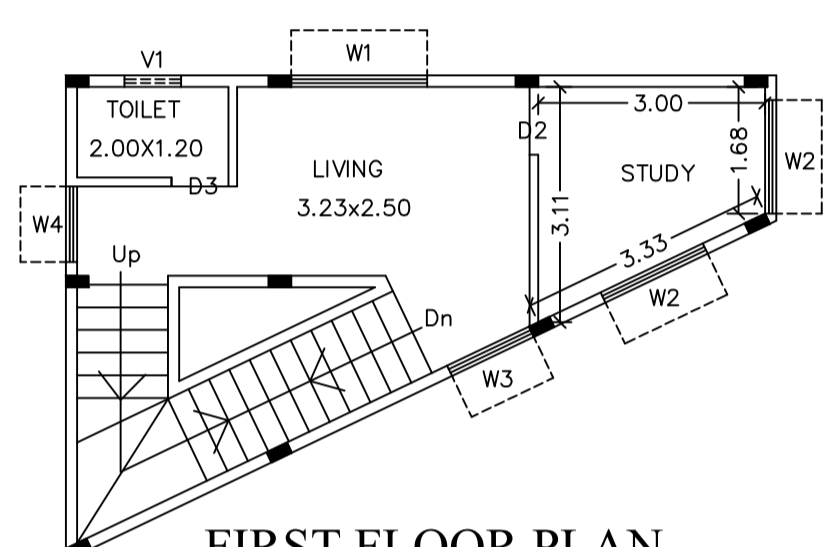 V1
W1
TOILET
2.00X1.20
D2
3.00
1.68
W2
LIVING
3.23x2.50
STUDY
D3
W4
3.11
3.33
Up
W2
Dn
W3
FIRST FLOOR PLAN